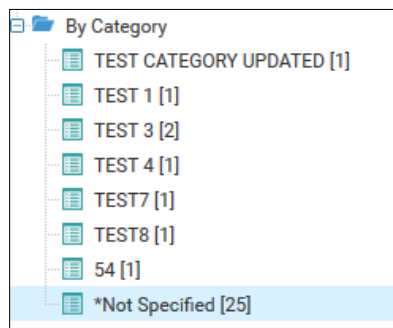 By Category
TEST CATEGORY UPDATED [1]
TEST 1 [1]
TEST 3 [2]
TEST 4 [1]
TEST7 [1]
TEST8 [1]
54 [1]
*Not Specified [25]